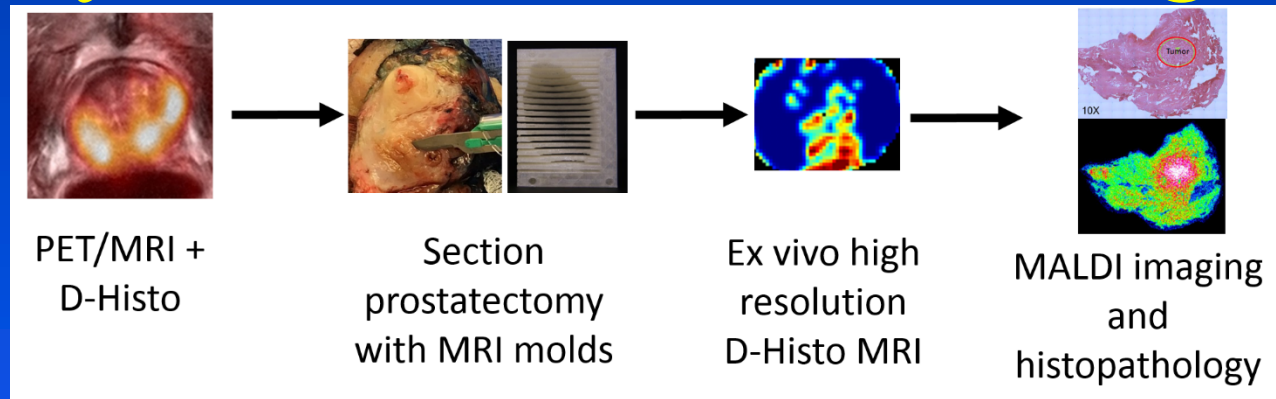 Tumor
10X
PET/MRI +
D-Histo
Section
prostatectomy
with MRI molds
Ex vivo high
resolution
D-Histo MRI
MALDI imaging
and
histopathology